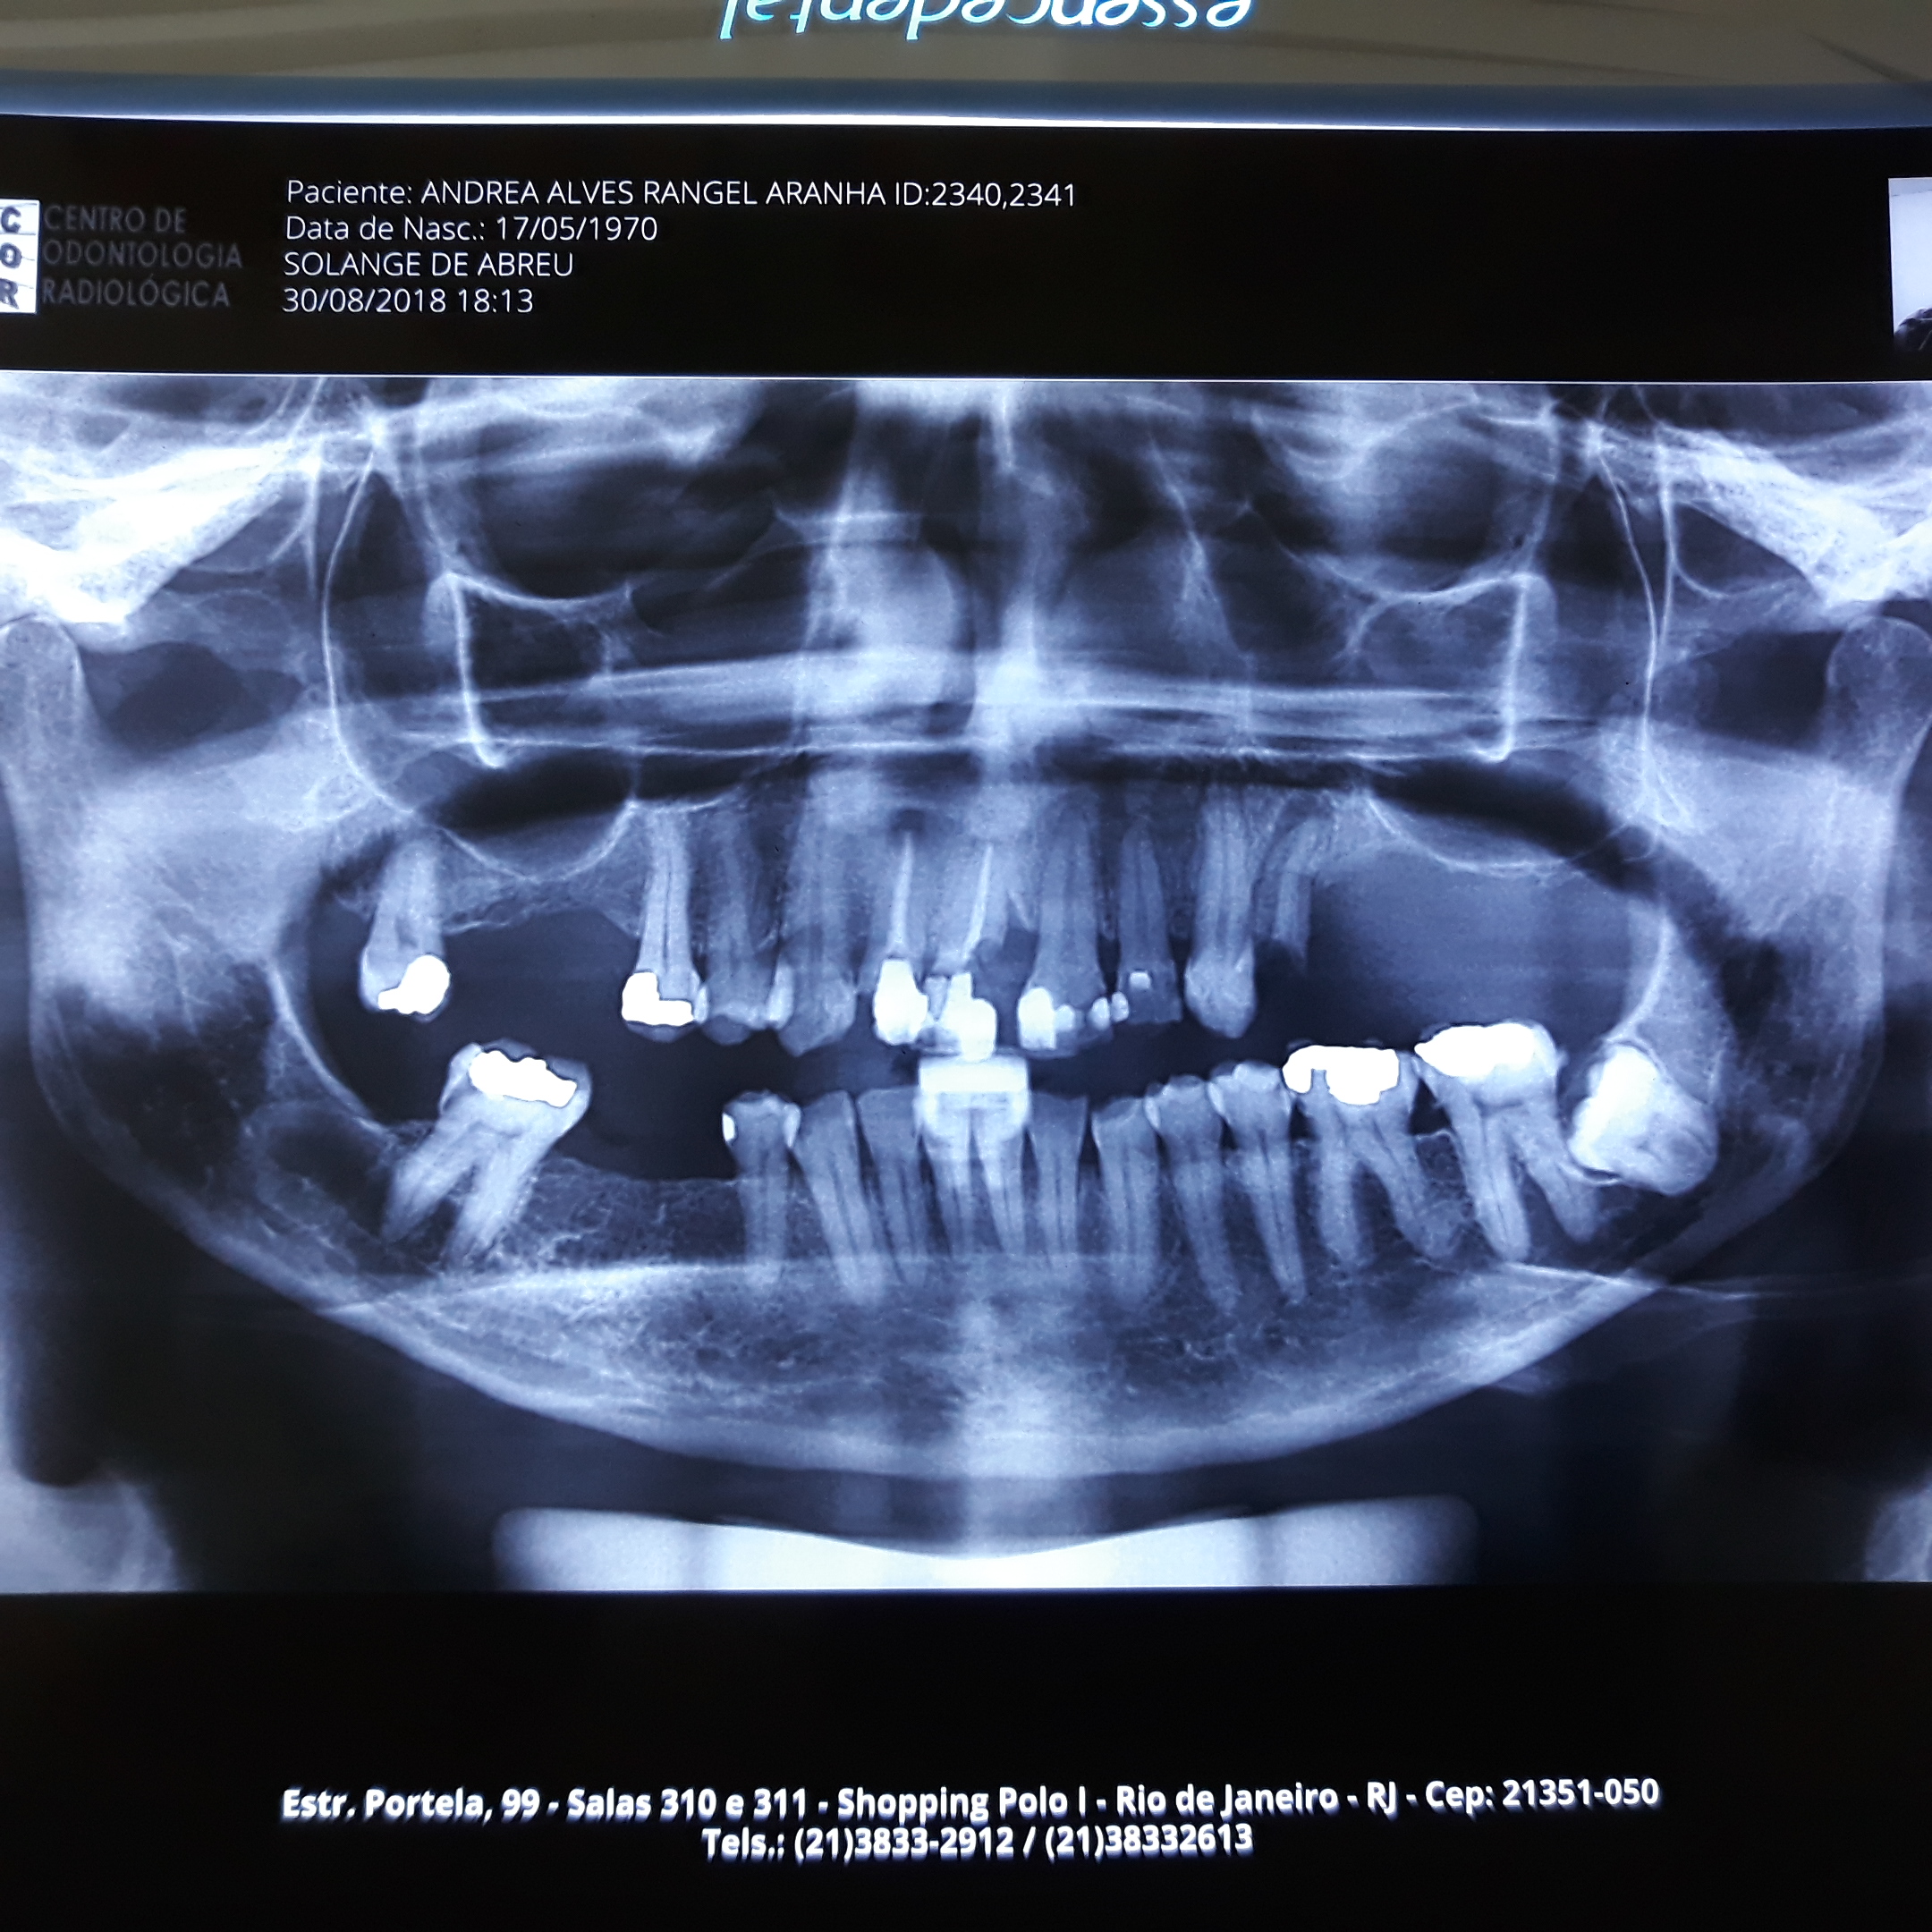 essencedental
Paciente: ANDREA ALVES RANGEL ARANHA ID:2340,2341
Data de Nasc.: 17/05/1970
SOLANGE DE ABREU
30/08/2018 18:13
C CENTRO DE
O ODONTOLOGIA
R RADIOLÓGICA
Estr. Portela, 99 - Salas 310 e 311 - Shopping Polo I - Rio de Janeiro - RJ - Cep: 21351-050
Tels.: (21)3833-2912 / (21)38332613